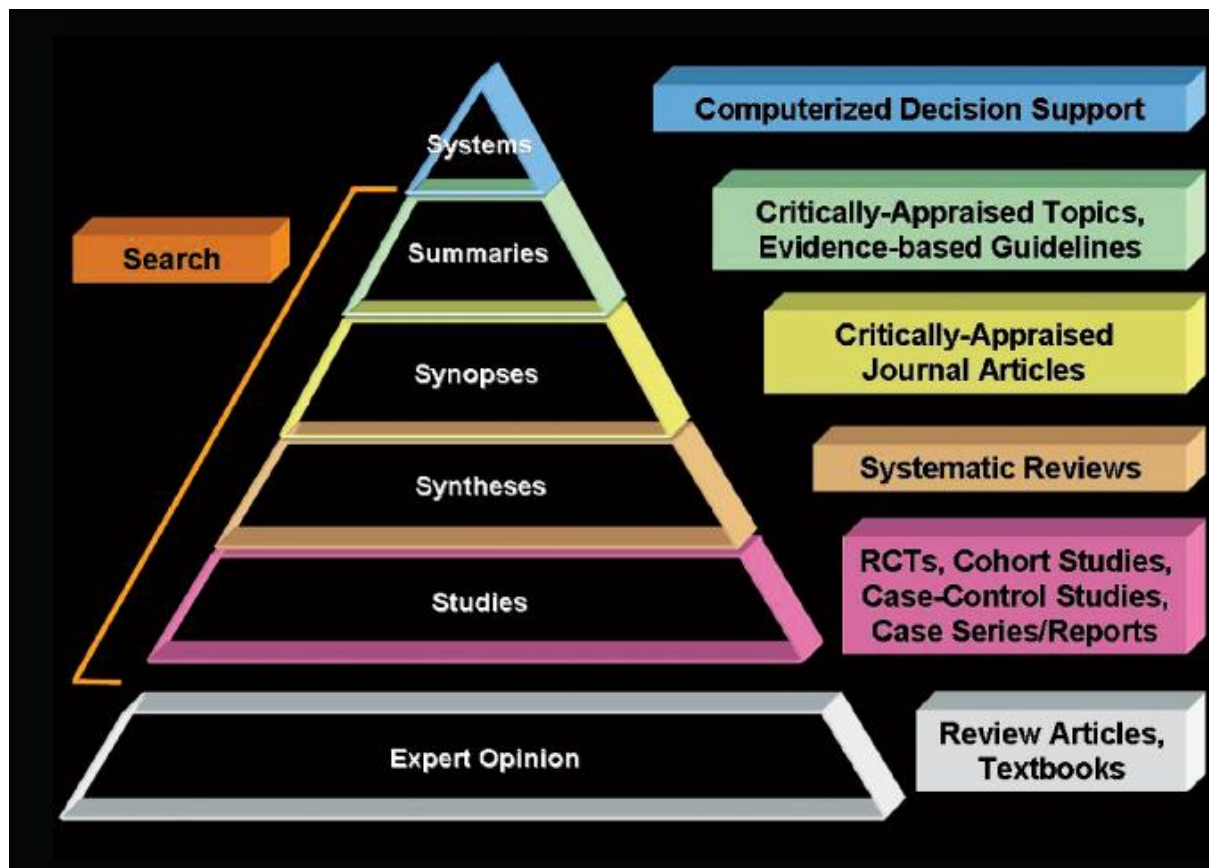 Systems
Computerized Decision Support
Search
Summaries
Critically-Appraised Topics,
Evidence-based Guidelines
Synopses
Critically-Appraised
Journal Articles
Syntheses
Systematic Reviews
Studies
RCTs, Cohort Studies,
Case-Control Studies,
Case Series/Reports
Expert Opinion
Review Articles,
Textbooks